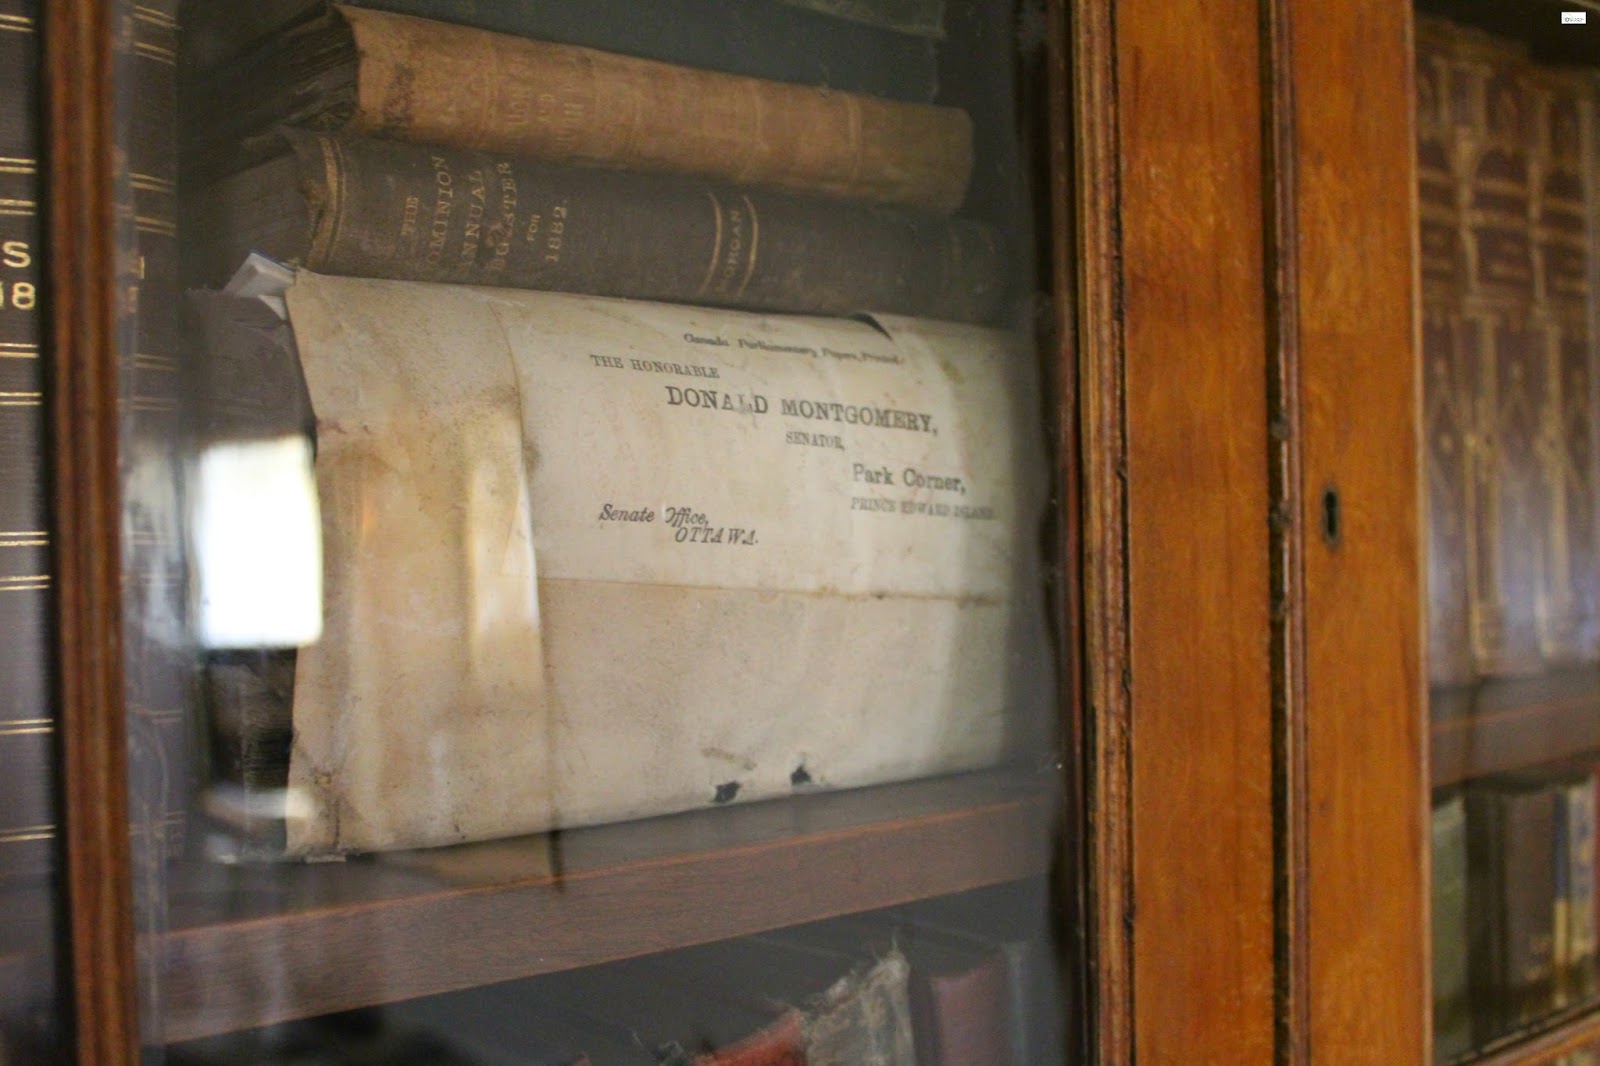 S
18
THE
DOMINION
ANNUAL
REGISTER
FOR
1882.
MORGAN
Canada Parliamentary Papers, Printed.
THE HONORABLE
DONALD MONTGOMERY,
SENATOR,
Park Corner,
PRINCE EDWARD ISLAND
Senate Office,
OTTAWA.